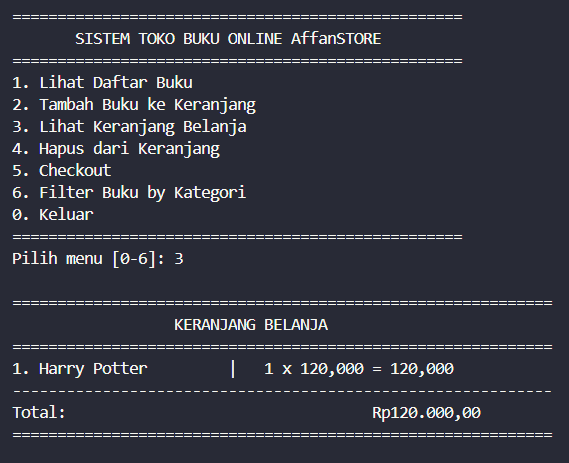 ==================================================
SISTEM TOKO BUKU ONLINE AffanSTORE
==================================================
1. Lihat Daftar Buku
2. Tambah Buku ke Keranjang
3. Lihat Keranjang Belanja
4. Hapus dari Keranjang
5. Checkout
6. Filter Buku by Kategori
0. Keluar
==================================================
Pilih menu [0-6]: 3
============================================================
KERANJANG BELANJA
============================================================
1. Harry Potter | 1 x 120,000 = 120,000
------------------------------------------------------------
Total: Rp120.000,00
============================================================